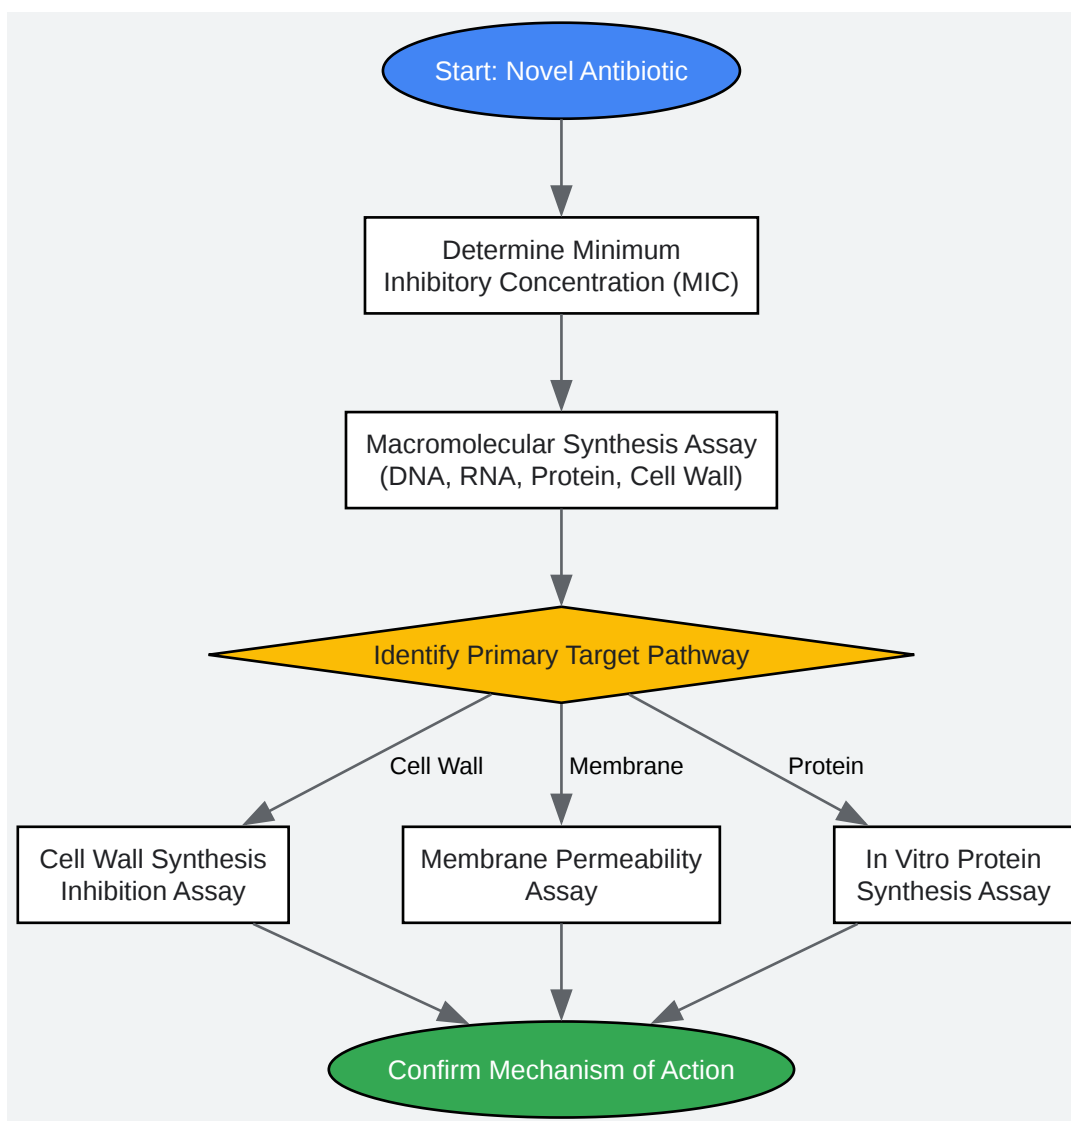 Start: Novel Antibiotic
Determine Minimum
Inhibitory Concentration (MIC)
Macromolecular Synthesis Assay
(DNA, RNA, Protein, Cell Wall)
Identify Primary Target Pathway
Cell Wall
Membrane
Protein
Cell Wall Synthesis
Inhibition Assay
Membrane Permeability
Assay
In Vitro Protein
Synthesis Assay
Confirm Mechanism of Action